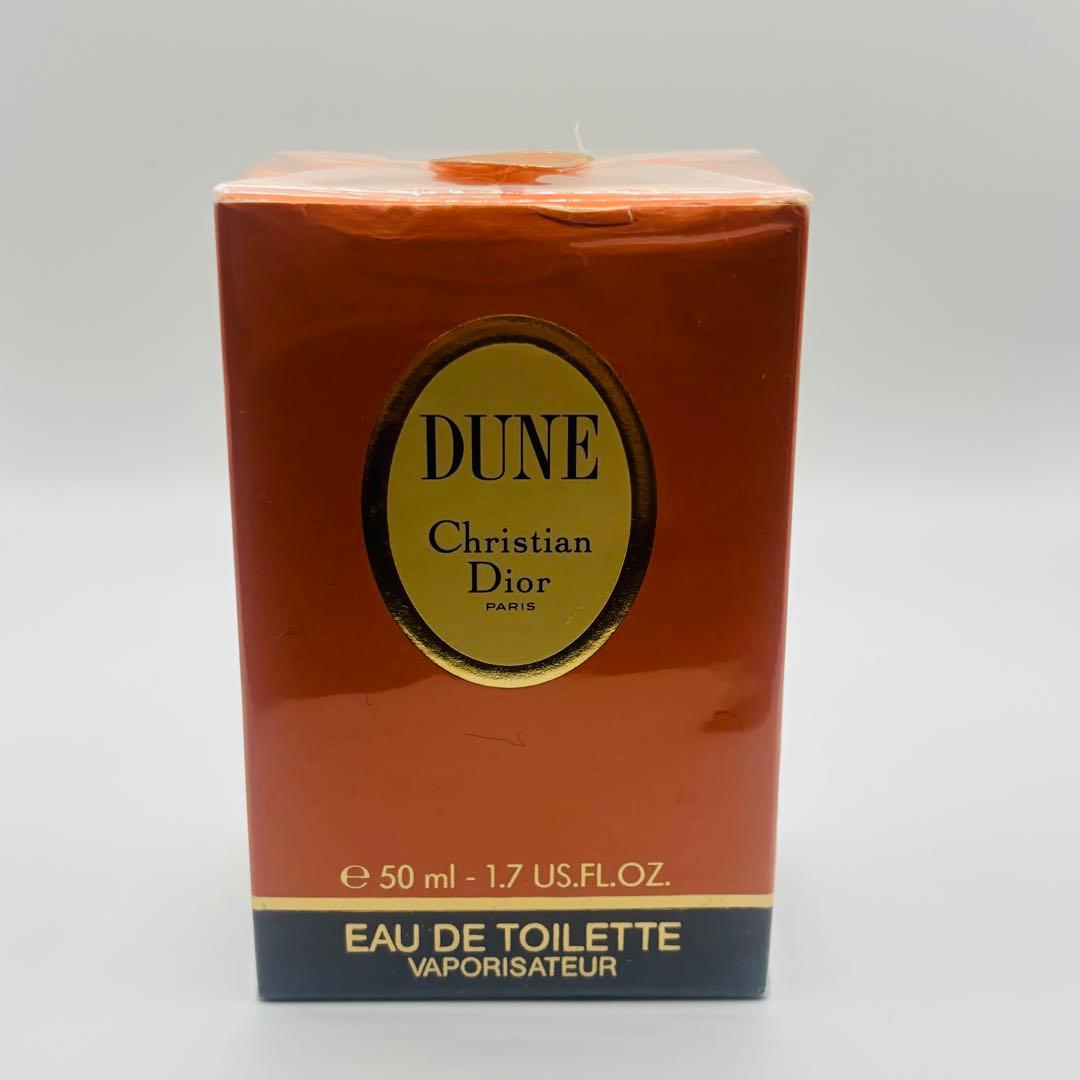 DUNE
Christian
Dior
PARIS
℮ 50 ml - 1.7 US.FL.OZ.
EAU DE TOILETTE
VAPORISATEUR